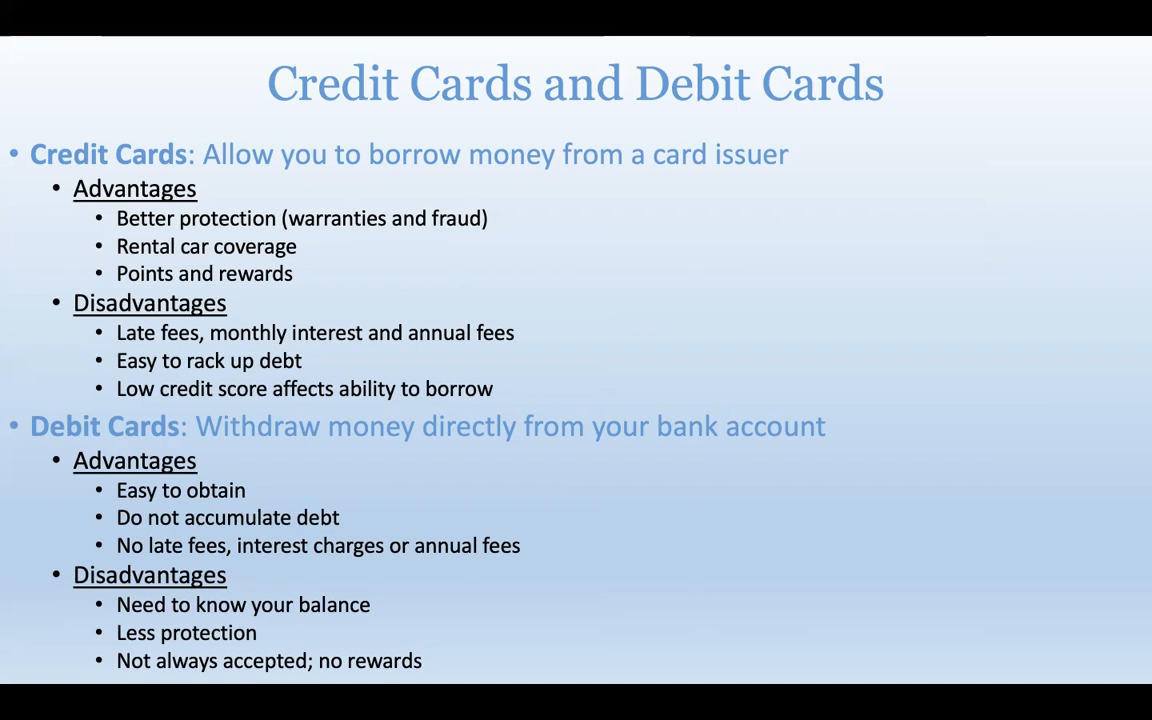 Credit Cards and Debit Cards
• Credit Cards: Allow you to borrow money from a card issuer
• Advantages
• Better protection (warranties and fraud)
• Rental car coverage
• Points and rewards
• Disadvantages
• Late fees, monthly interest and annual fees
• Easy to rack up debt
• Low credit score affects ability to borrow
• Debit Cards: Withdraw money directly from your bank account
• Advantages
• Easy to obtain
• Do not accumulate debt
• No late fees, interest charges or annual fees
• Disadvantages
• Need to know your balance
• Less protection
• Not always accepted; no rewards